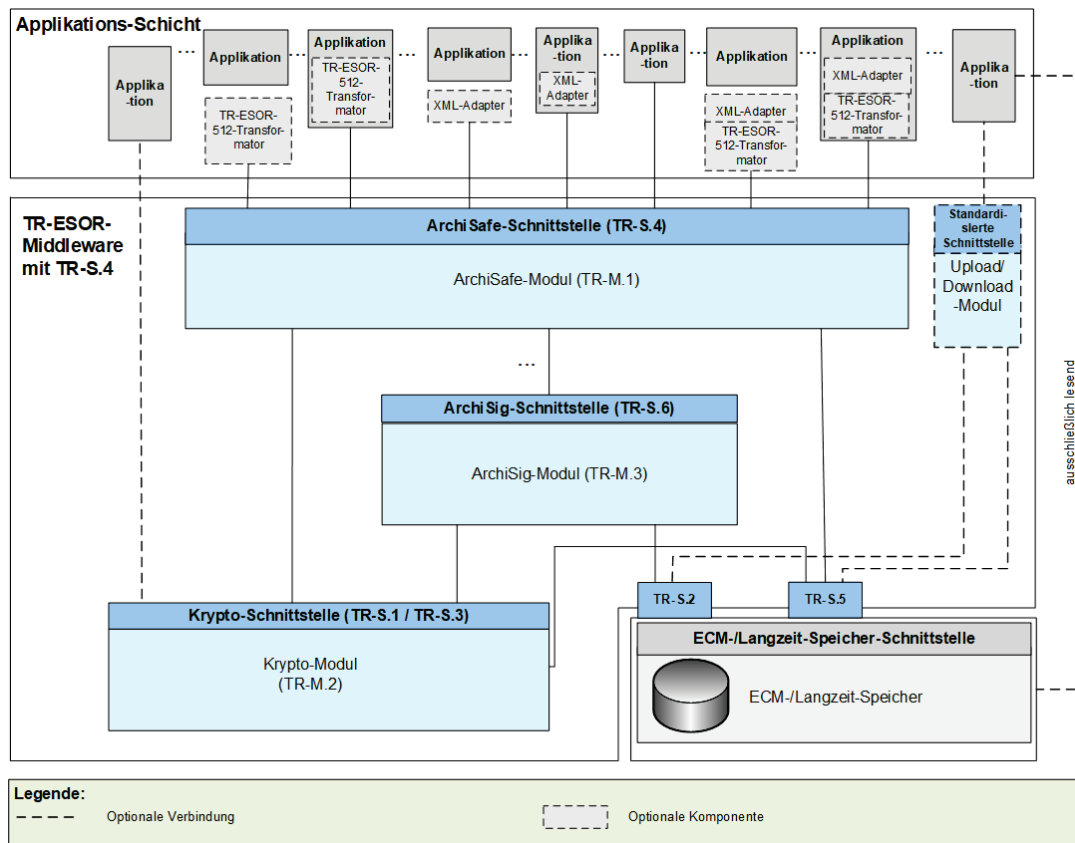 Applikations-Schicht
Applika
-tion
...
Applikation
TR-ESOR-
512-Transfor-
mator
Applikation
TR-ESOR-
512-
Transfor-
mator
...
Applikation
XML-Adapter
...
Applika
-tion
XML-
Adapter
...
Applika
-tion
...
Applikation
XML-Adapter
TR-ESOR-
512-Transfor-
mator
Applikation
XML-Adapter
TR-ESOR-
512-Transfor-
mator
...
Applika
-tion
TR-ESOR-
Middleware
mit TR-S.4
ArchiSafe-Schnittstelle (TR-S.4)
ArchiSafe-Modul (TR-M.1)
Standardi-
sierte
Schnittstelle
Upload/
Download
-Modul
...
ArchiSig-Schnittstelle (TR-S.6)
ArchiSig-Modul (TR-M.3)
ausschließlich lesend
TR-S.2
TR-S.5
Krypto-Schnittstelle (TR-S.1 / TR-S.3)
Krypto-Modul
(TR-M.2)
ECM-/Langzeit-Speicher-Schnittstelle
ECM-/Langzeit-Speicher
Legende:
Optionale Verbindung
Optionale Komponente